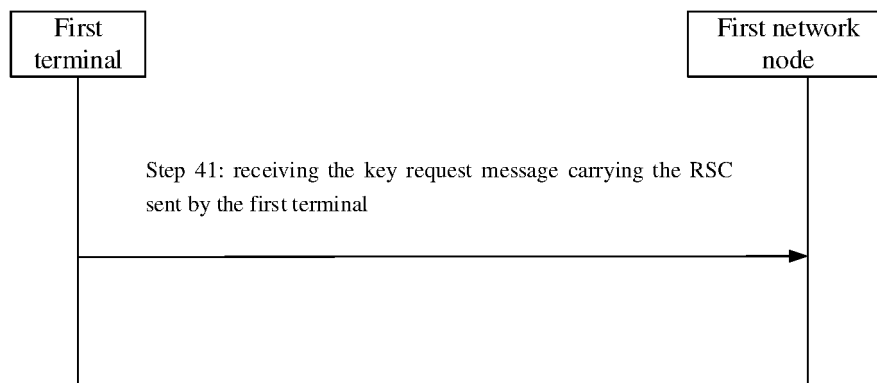 First
terminal
First network
node
Step 41: receiving the key request message carrying the RSC
sent by the first terminal